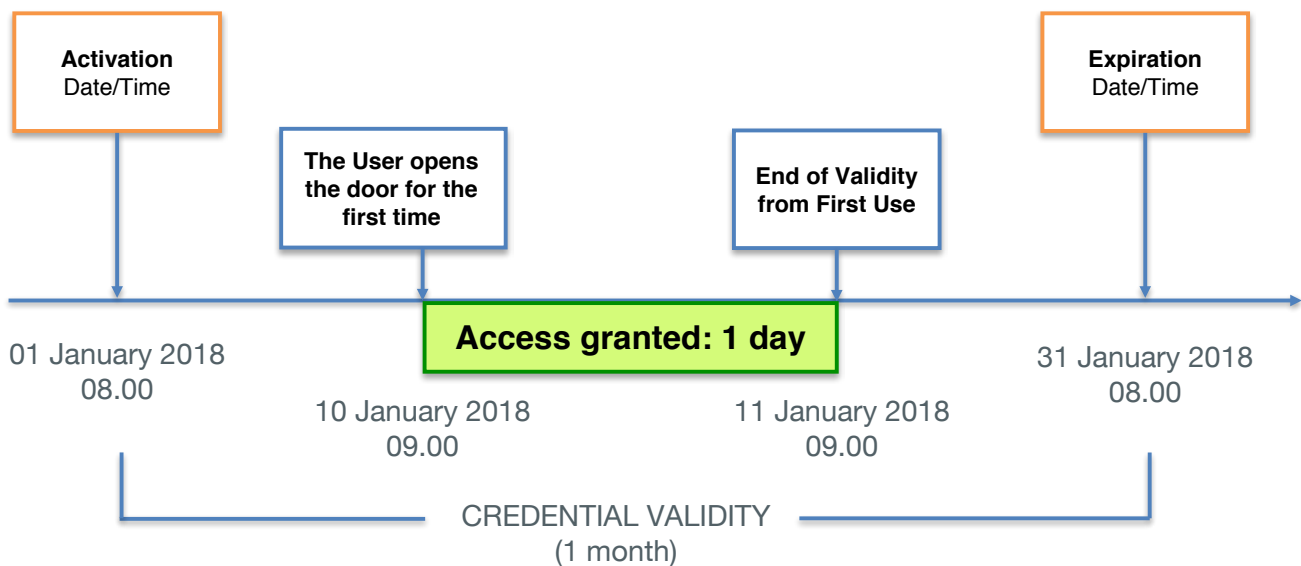 Activation
Date/Time
Expiration
Date/Time
The User opens
the door for the
first time
End of Validity
from First Use
Access granted: 1 day
01 January 2018
08.00
10 January 2018
09.00
11 January 2018
09.00
31 January 2018
08.00
CREDENTIAL VALIDITY
(1 month)